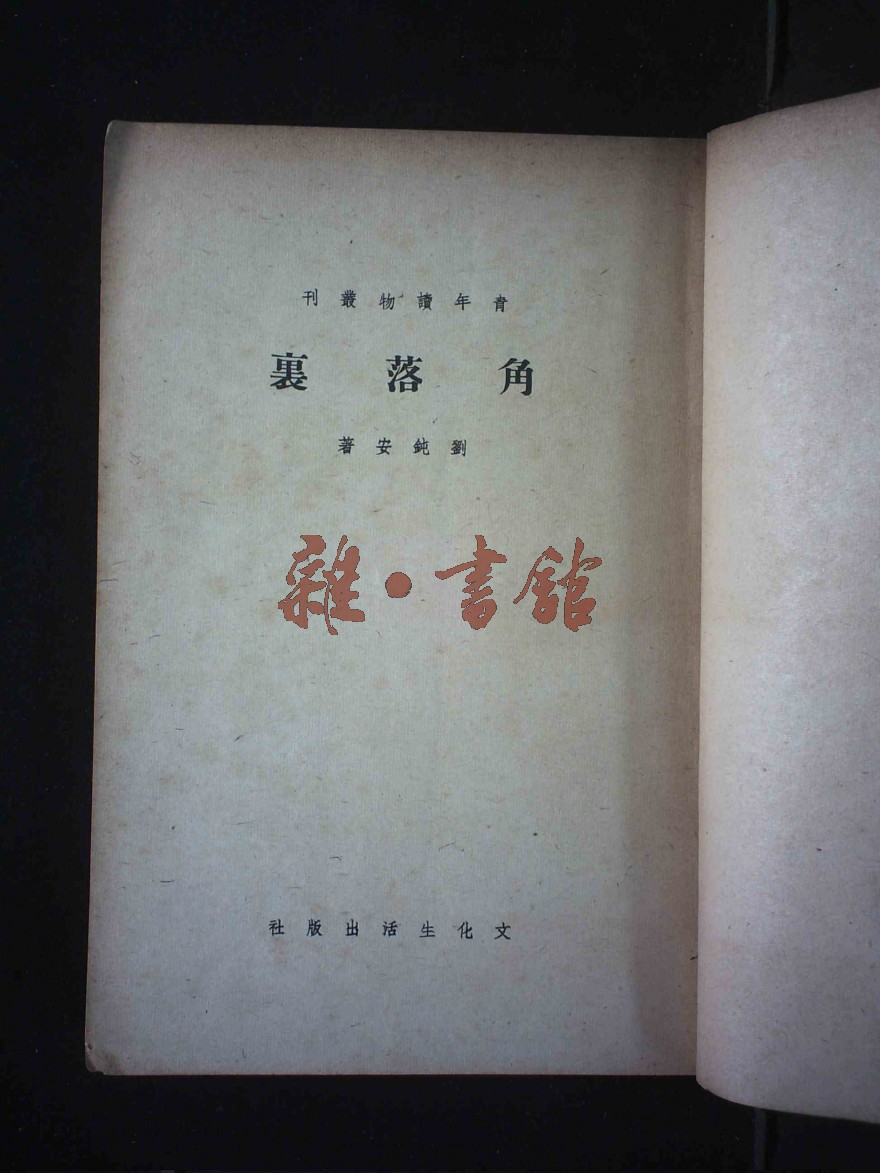 青年讀物叢刊
角落裏
劉鈍安著
雜•書館
文化生活出版社